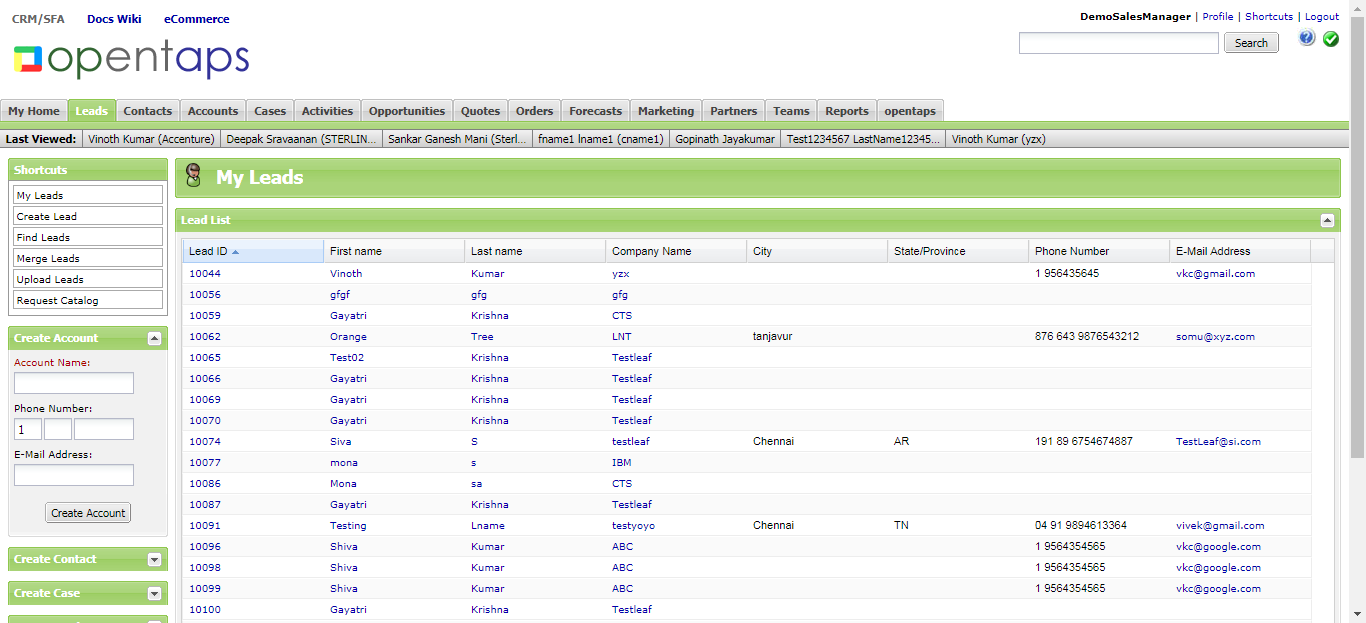 CRM/SFA Docs Wiki eCommerce
DemoSalesManager | Profile | Shortcuts | Logout
opentaps
Search
My Home Leads Contacts Accounts Cases Activities Opportunities Quotes Orders Forecasts Marketing Partners Teams Reports opentaps
Last Viewed: Vinoth Kumar (Accenture) Deepak Sravaanan (STERLIN... Sankar Ganesh Mani (Sterl... fname1 lname1 (cname1) Gopinath Jayakumar Test1234567 LastName12345... Vinoth Kumar (yzx)
Shortcuts
My Leads
Create Lead
Find Leads
Merge Leads
Upload Leads
Request Catalog
Create Account
Account Name:
Phone Number:
1
E-Mail Address:
Create Account
Create Contact
Create Case
My Leads
Lead List
Lead ID First name Last name Company Name City State/Province Phone Number E-Mail Address
10044 Vinoth Kumar yzx 1 956435645 vkc@gmail.com
10056 gfgf gfg gfg
10059 Gayatri Krishna CTS
10062 Orange Tree LNT tanjavur 876 643 9876543212 somu@xyz.com
10065 Test02 Krishna Testleaf
10066 Gayatri Krishna Testleaf
10069 Gayatri Krishna Testleaf
10070 Gayatri Krishna Testleaf
10074 Siva S testleaf Chennai AR 191 89 6754674887 TestLeaf@si.com
10077 mona s IBM
10086 Mona sa CTS
10087 Gayatri Krishna Testleaf
10091 Testing Lname testyoyo Chennai TN 04 91 9894613364 vivek@gmail.com
10096 Shiva Kumar ABC 1 9564354565 vkc@google.com
10098 Shiva Kumar ABC 1 9564354565 vkc@google.com
10099 Shiva Kumar ABC 1 9564354565 vkc@google.com
10100 Gayatri Krishna Testleaf